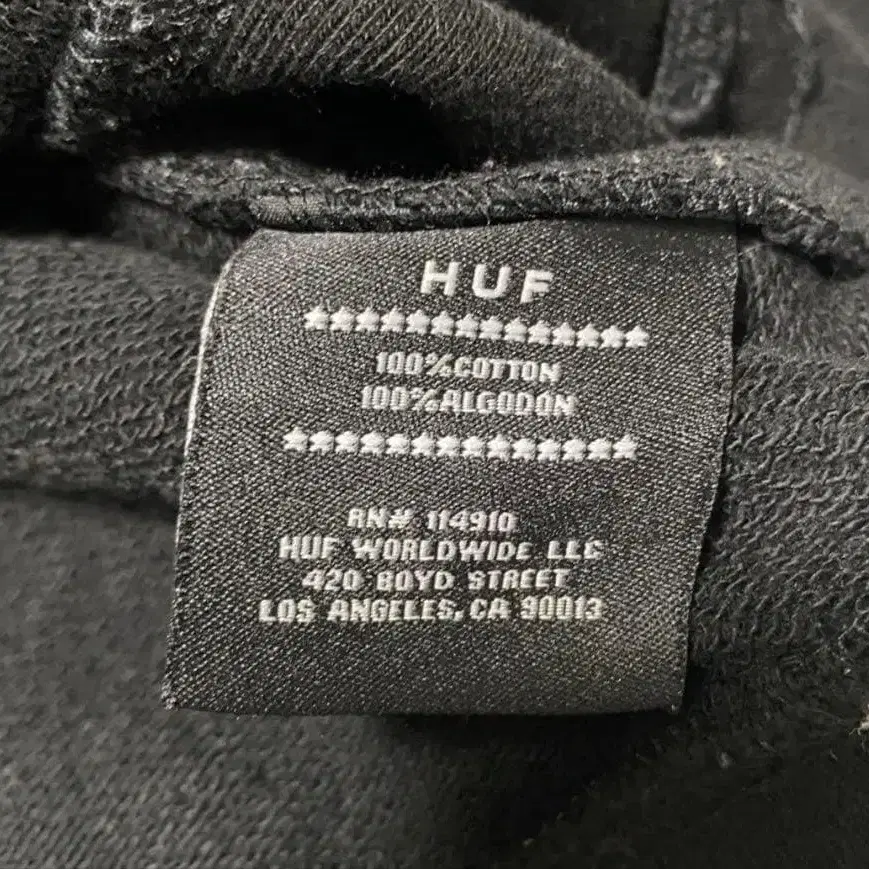 HUF
★★★★★★★★★★★★★★★
100%COTTON
100%ALGODON
★★★★★★★★★★★★★★★
RN# 114910
HUF WORLDWIDE LLC
420 BOYD STREET
LOS ANGELES, CA 90013